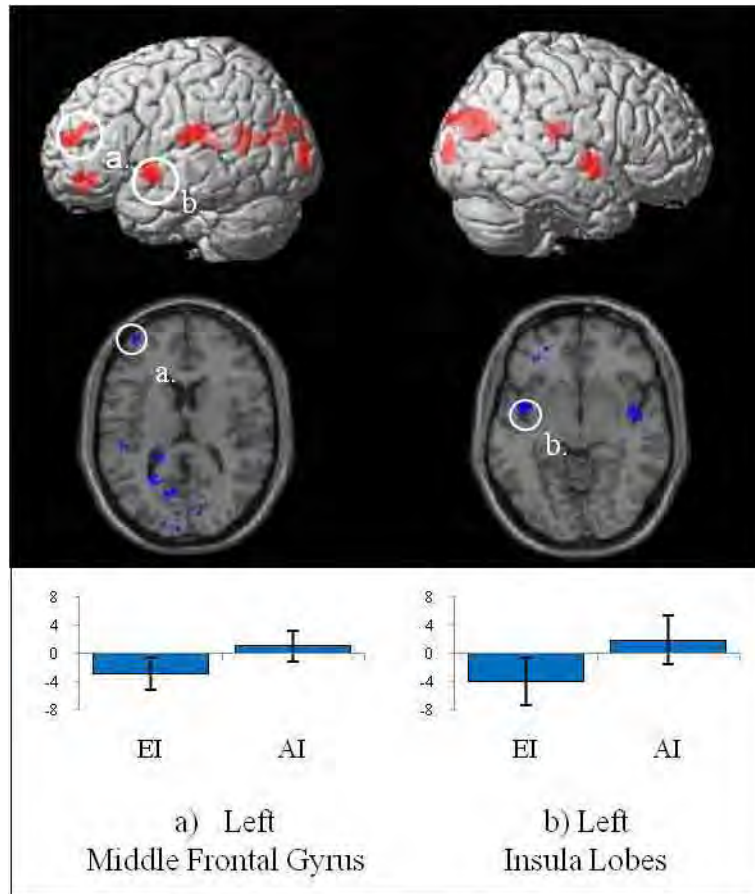 a.
b.
a.
b.
8
4
0
-4
-8
EI AI
8
4
0
-4
-8
EI AI
a) Left
Middle Frontal Gyrus
b) Left
Insula Lobes